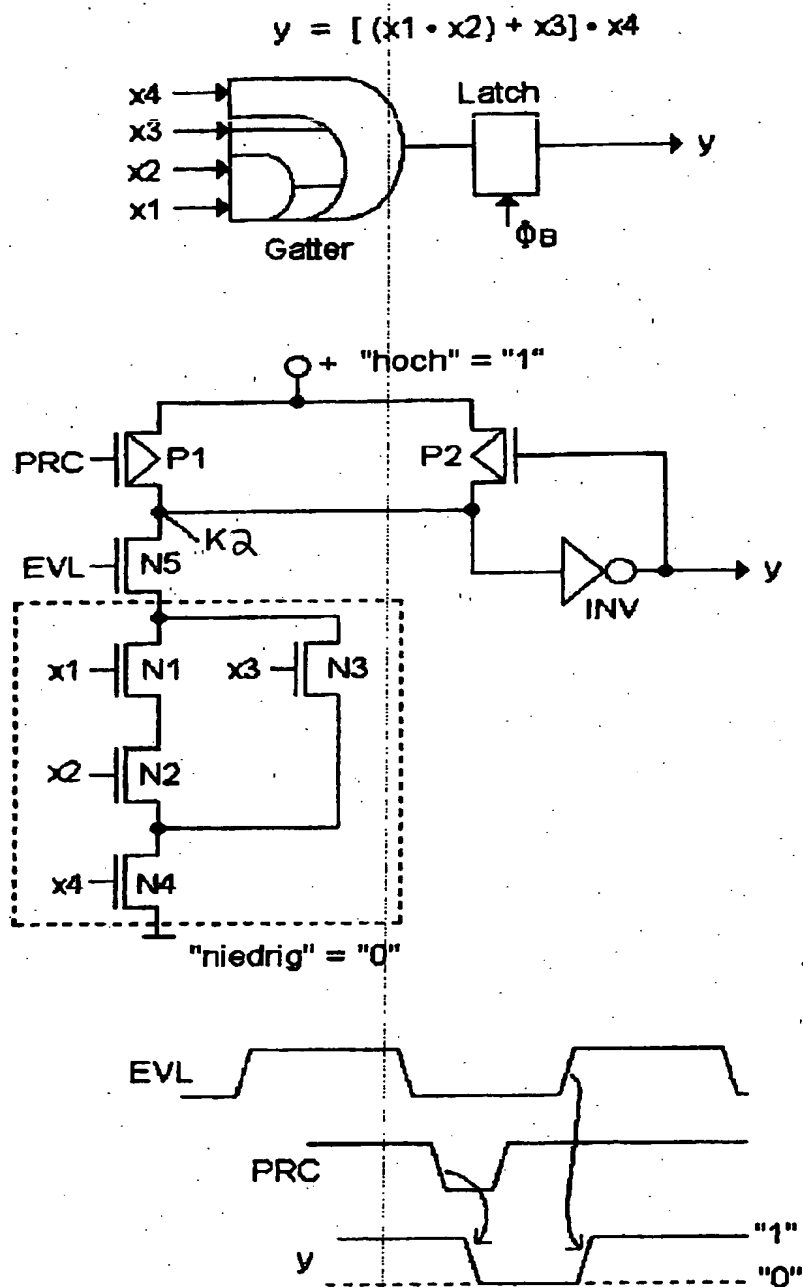 y = [ (x1 • x2) + x3] • x4
x4
x3
x2
x1
Latch
y
Gatter
ΦB
+ "hoch" = "1"
PRC
P1
P2
K2
EVL
N5
y
INV
x1
N1
x3
N3
x2
N2
x4
N4
"niedrig" = "0"
EVL
PRC
y
"1"
"0"